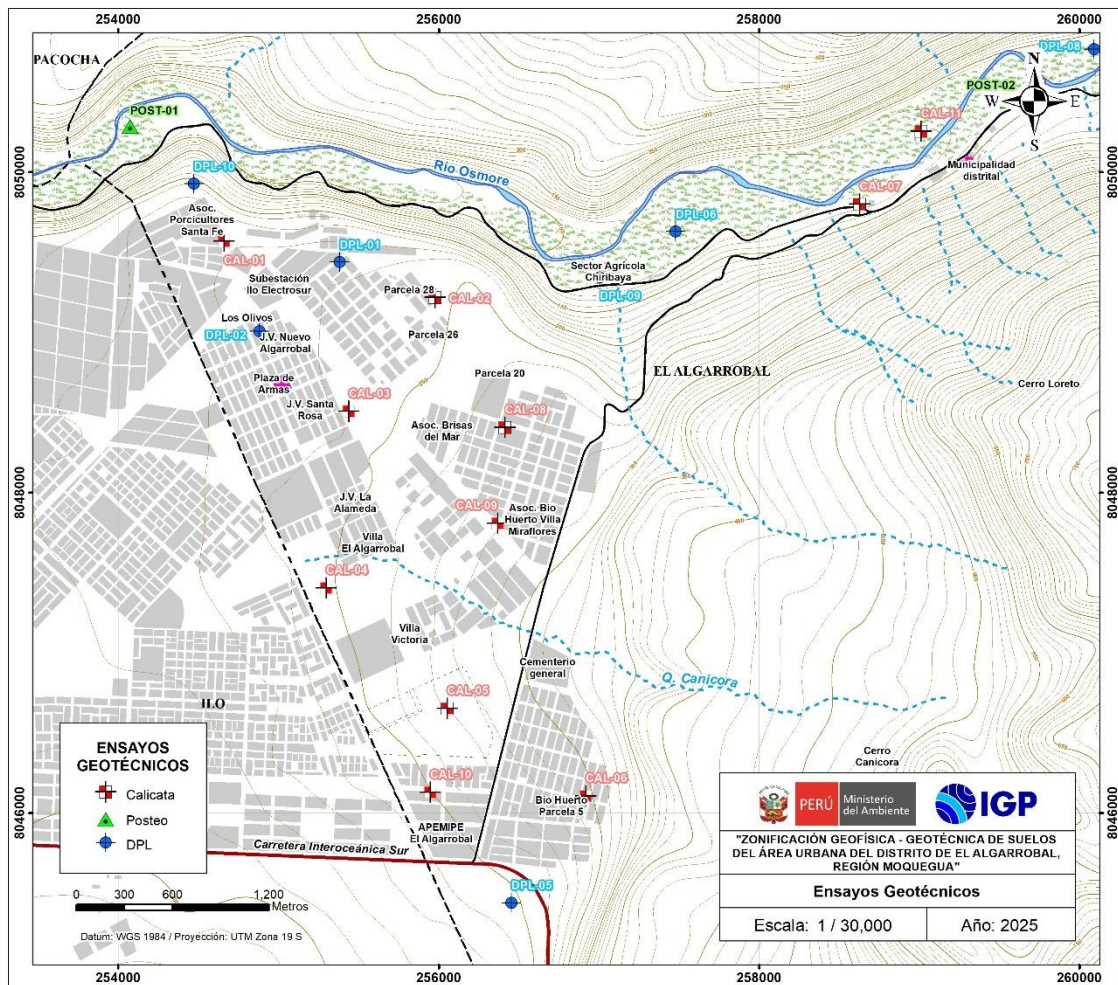 254000
256000
258000
260000
PACOCHA
DPL-08
N
W
E
S
POST-02
POST-01
CAL-11
Río Osmore
Municipalidad
distrital
8050000
8050000
DPL-10
CAL-07
Asoc.
Porcicultores
Santa Fe
DPL-06
CAL-01
DPL-01
Sector Agrícola
Chiribaya
Subestación
Ilo Electrosur
Parcela 28
CAL-02
DPL-09
Los Olivos
DPL-02
J.V. Nuevo
Algarrobal
Parcela 26
EL ALGARROBAL
Plaza de
Armas
Parcela 20
Cerro Loreto
CAL-03
J.V. Santa
Rosa
CAL-08
Asoc. Brisas
del Mar
8048000
8048000
J.V. La
Alameda
CAL-09
Asoc. Bio
Huerto Villa
Miraflores
Villa
El Algarrobal
CAL-04
Villa
Victoria
Cementerio
general
Q. Canicora
CAL-05
ILO
Cerro
Canicora
CAL-10
CAL-06
Bio Huerto
Parcela 5
8046000
8046000
APEMIPE
El Algarrobal
Carretera Interoceánica Sur
DPL-05
ENSAYOS
GEOTÉCNICOS
Calicata
Posteo
DPL
0 300 600 1,200
Metros
Datum: WGS 1984 / Proyección: UTM Zona 19 S
PERÚ
Ministerio
del Ambiente
IGP
"ZONIFICACIÓN GEOFÍSICA - GEOTÉCNICA DE SUELOS
DEL ÁREA URBANA DEL DISTRITO DE EL ALGARROBAL,
REGIÓN MOQUEGUA"
Ensayos Geotécnicos
Escala: 1 / 30,000
Año: 2025
254000
256000
258000
260000